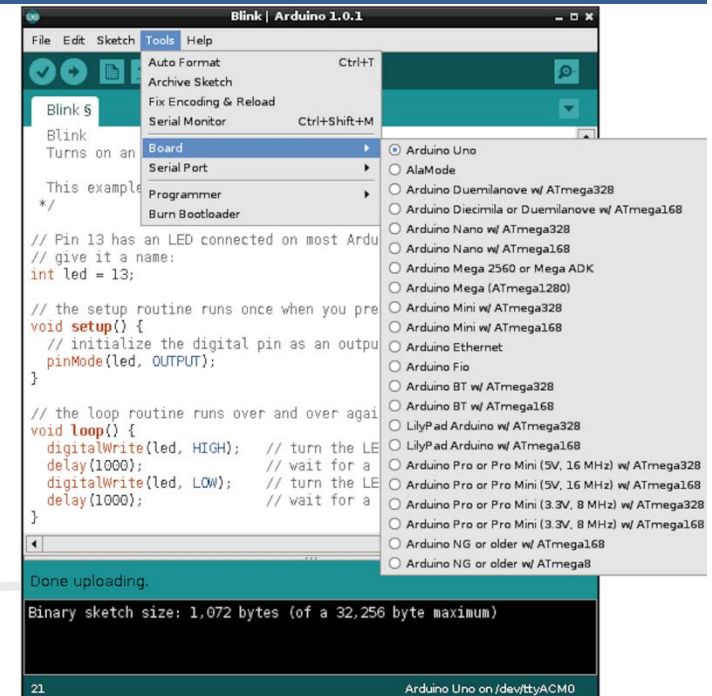 Blink | Arduino 1.0.1
File Edit Sketch Tools Help
Auto Format Ctrl+T
Archive Sketch
Fix Encoding & Reload
Serial Monitor Ctrl+Shift+M
Board
Serial Port
Programmer
Burn Bootloader
Arduino Uno
AlaMode
Arduino Duemilanove w/ ATmega328
Arduino Diecimila or Duemilanove w/ ATmega168
Arduino Nano w/ ATmega328
Arduino Nano w/ ATmega168
Arduino Mega 2560 or Mega ADK
Arduino Mega (ATmega1280)
Arduino Mini w/ ATmega328
Arduino Mini w/ ATmega168
Arduino Ethernet
Arduino Fio
Arduino BT w/ ATmega328
Arduino BT w/ ATmega168
LilyPad Arduino w/ ATmega328
LilyPad Arduino w/ ATmega168
Arduino Pro or Pro Mini (5V, 16 MHz) w/ ATmega328
Arduino Pro or Pro Mini (5V, 16 MHz) w/ ATmega168
Arduino Pro or Pro Mini (3.3V, 8 MHz) w/ ATmega328
Arduino Pro or Pro Mini (3.3V, 8 MHz) w/ ATmega168
Arduino NG or older w/ ATmega168
Arduino NG or older w/ ATmega8
Blink §
Blink
Turns on an
This example
*/
// Pin 13 has an LED connected on most Ardu
// give it a name:
int led = 13;
// the setup routine runs once when you pre
void setup() {
// initialize the digital pin as an outpu
pinMode(led, OUTPUT);
}
// the loop routine runs over and over agai
void loop() {
digitalWrite(led, HIGH); // turn the LE
delay(1000); // wait for a
digitalWrite(led, LOW); // turn the LE
delay(1000); // wait for a
}
Done uploading.
Binary sketch size: 1,072 bytes (of a 32,256 byte maximum)
21 Arduino Uno on /dev/ttyACM0